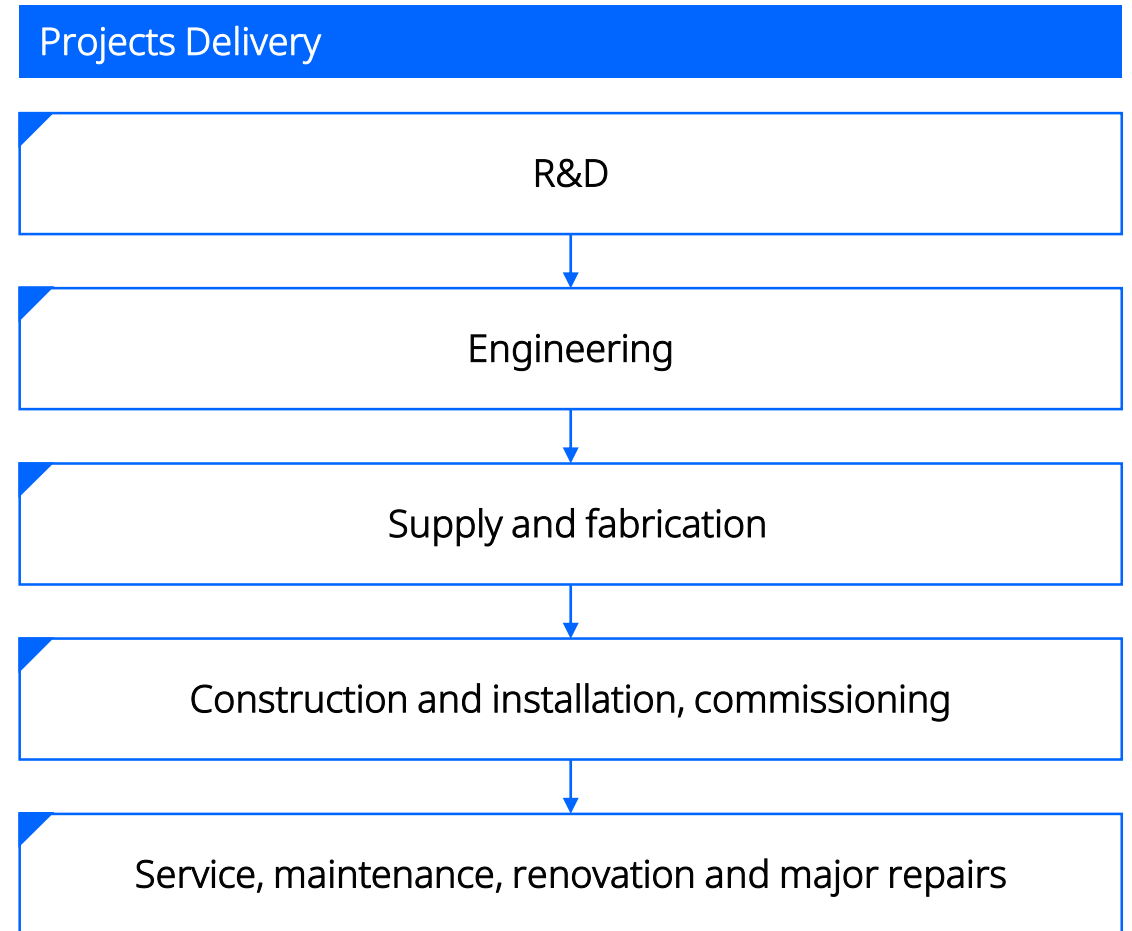 Projects Delivery
R&D
Engineering
Supply and fabrication
Construction and installation, commissioning
Service, maintenance, renovation and major repairs